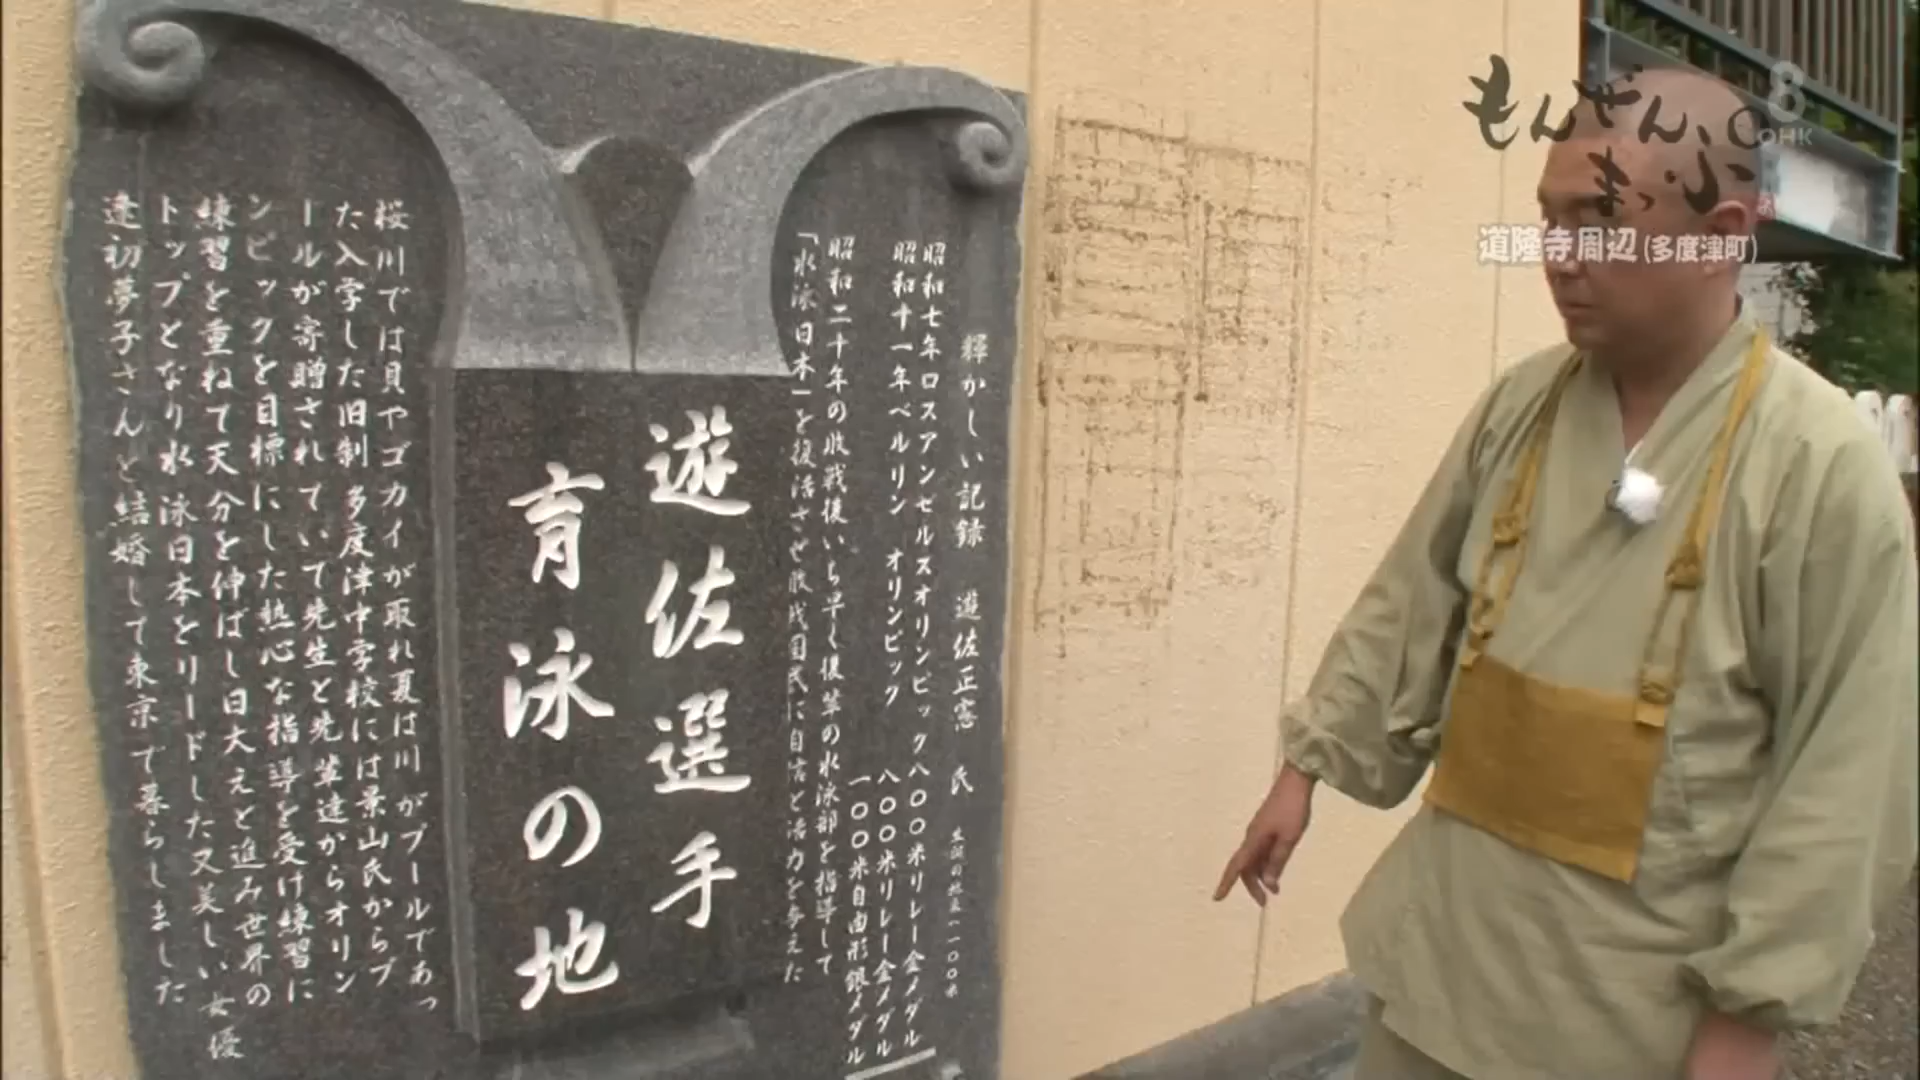 もんぜん、
まっぷ
8
OHK
道隆寺周辺(多度津町)
輝かしい記録 遊佐正憲 氏
昭和七年ロスアンゼルスオリンピック八〇〇米リレー金メダル
昭和十一年ベルリン オリンピック 八〇〇米リレー金メダル
一〇〇米自由形銀メダル
昭和二十年の敗戦後いち早く後輩の水泳部を指導して
「水泳日本」を復活させ敗戦国民に自信と活力を与えた
遊佐選手
育泳の地
桜川では貝やゴカイが取れ夏は川がプールであっ
た入学した旧制多度津中学校には景山氏からプ
ールが寄贈されていて先生と先輩達からオリン
ピックを目標にした熱心な指導を受け練習に
練習を重ねて天分を伸ばし日大えと進み世界の
トップとなり水泳日本をリードした又美しい女優
逢初夢子さんと結婚して東京で暮らしました